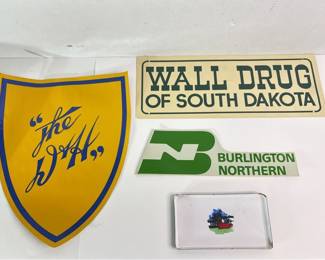 "The
D&H"
WALL DRUG
OF SOUTH DAKOTA
BURLINGTON
NORTHERN